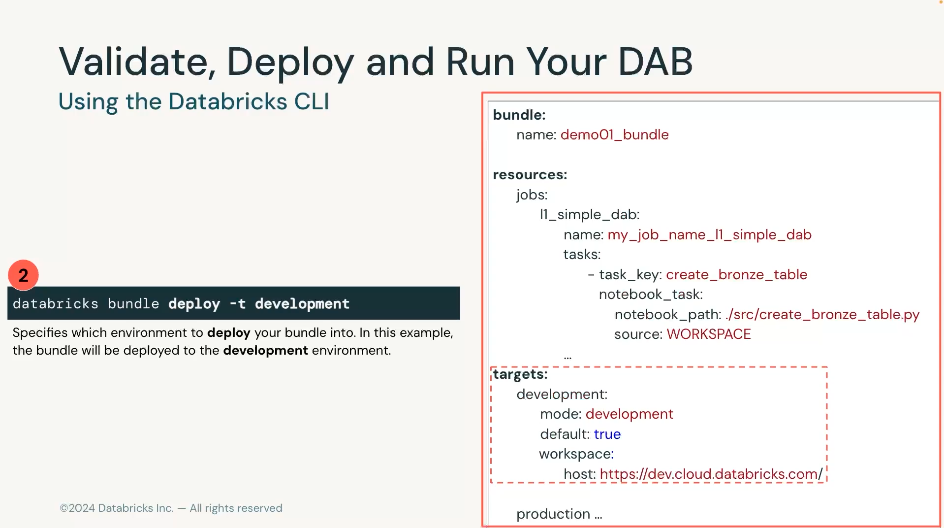 Validate, Deploy and Run Your DAB
Using the Databricks CLI
2
databricks bundle deploy -t development
Specifies which environment to deploy your bundle into. In this example,
the bundle will be deployed to the development environment.
bundle:
name: demo01_bundle
resources:
jobs:
l1_simple_dab:
name: my_job_name_l1_simple_dab
tasks:
- task_key: create_bronze_table
notebook_task:
notebook_path: ./src/create_bronze_table.py
source: WORKSPACE
...
targets:
development:
mode: development
default: true
workspace:
host: https://dev.cloud.databricks.com/
production ...
©2024 Databricks Inc. — All rights reserved